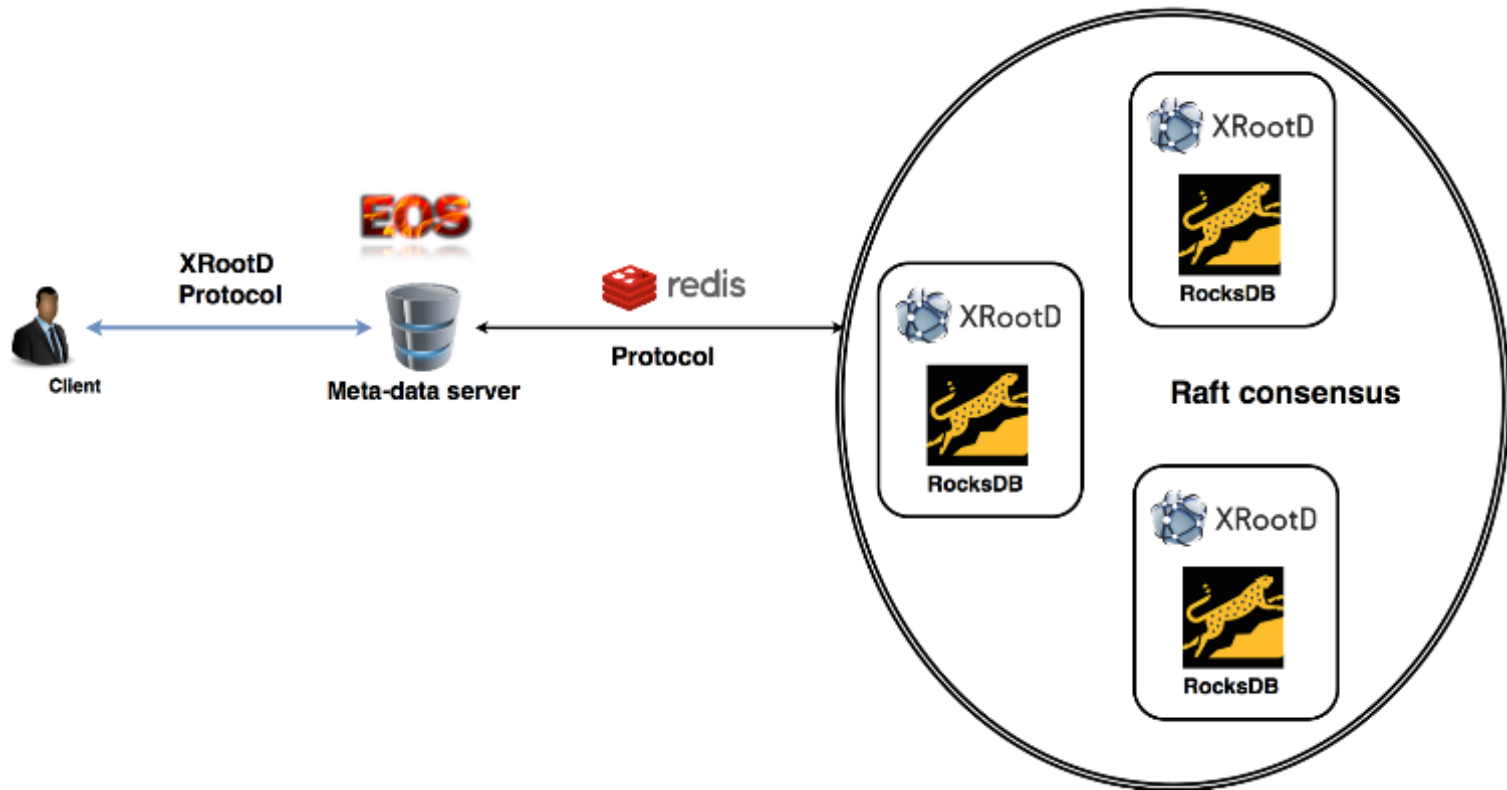 EOS
XRootD
Protocol
Client
Meta-data server
redis
Protocol
XRootD
RocksDB
XRootD
RocksDB
Raft consensus
XRootD
RocksDB